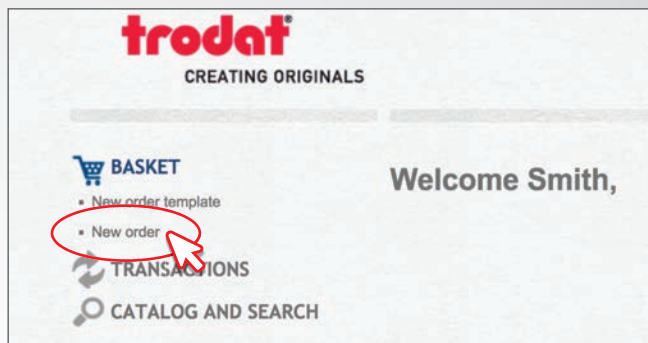 trodat®
CREATING ORIGINALS
BASKET
Welcome Smith,
▪ New order template
▪ New order
TRANSACTIONS
CATALOG AND SEARCH